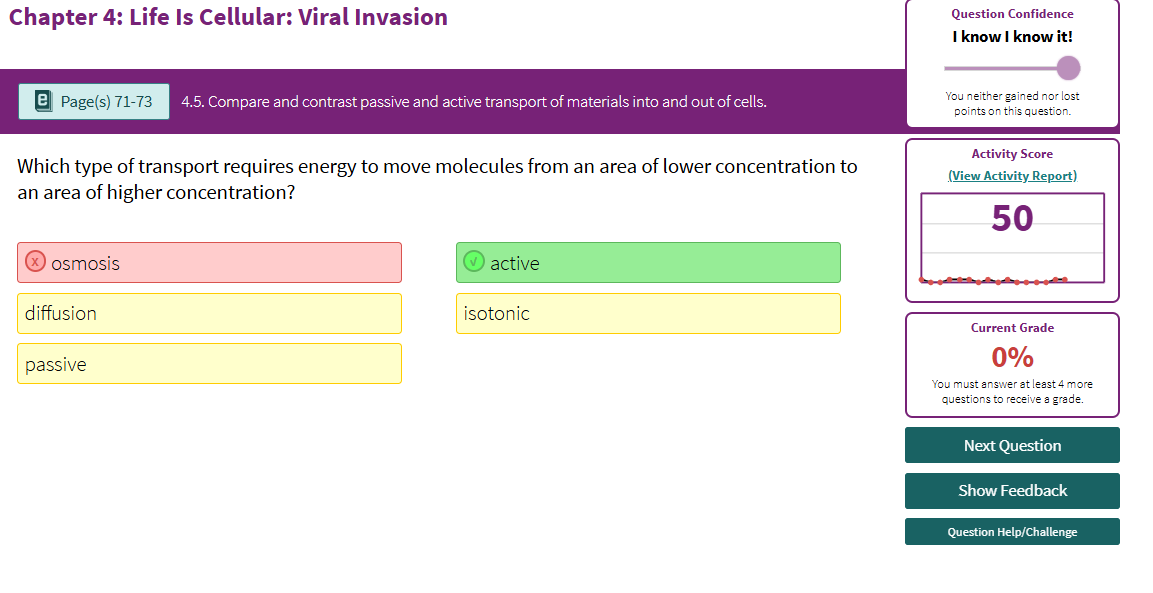 Chapter 4: Life Is Cellular: Viral Invasion
Page(s) 71-73
4.5. Compare and contrast passive and active transport of materials into and out of cells.
Which type of transport requires energy to move molecules from an area of lower concentration to
an area of higher concentration?
x osmosis
√ active
diffusion
isotonic
passive
Question Confidence
I know I know it!
You neither gained nor lost
points on this question.
Activity Score
(View Activity Report)
50
Current Grade
0%
You must answer at least 4 more
questions to receive a grade.
Next Question
Show Feedback
Question Help/Challenge